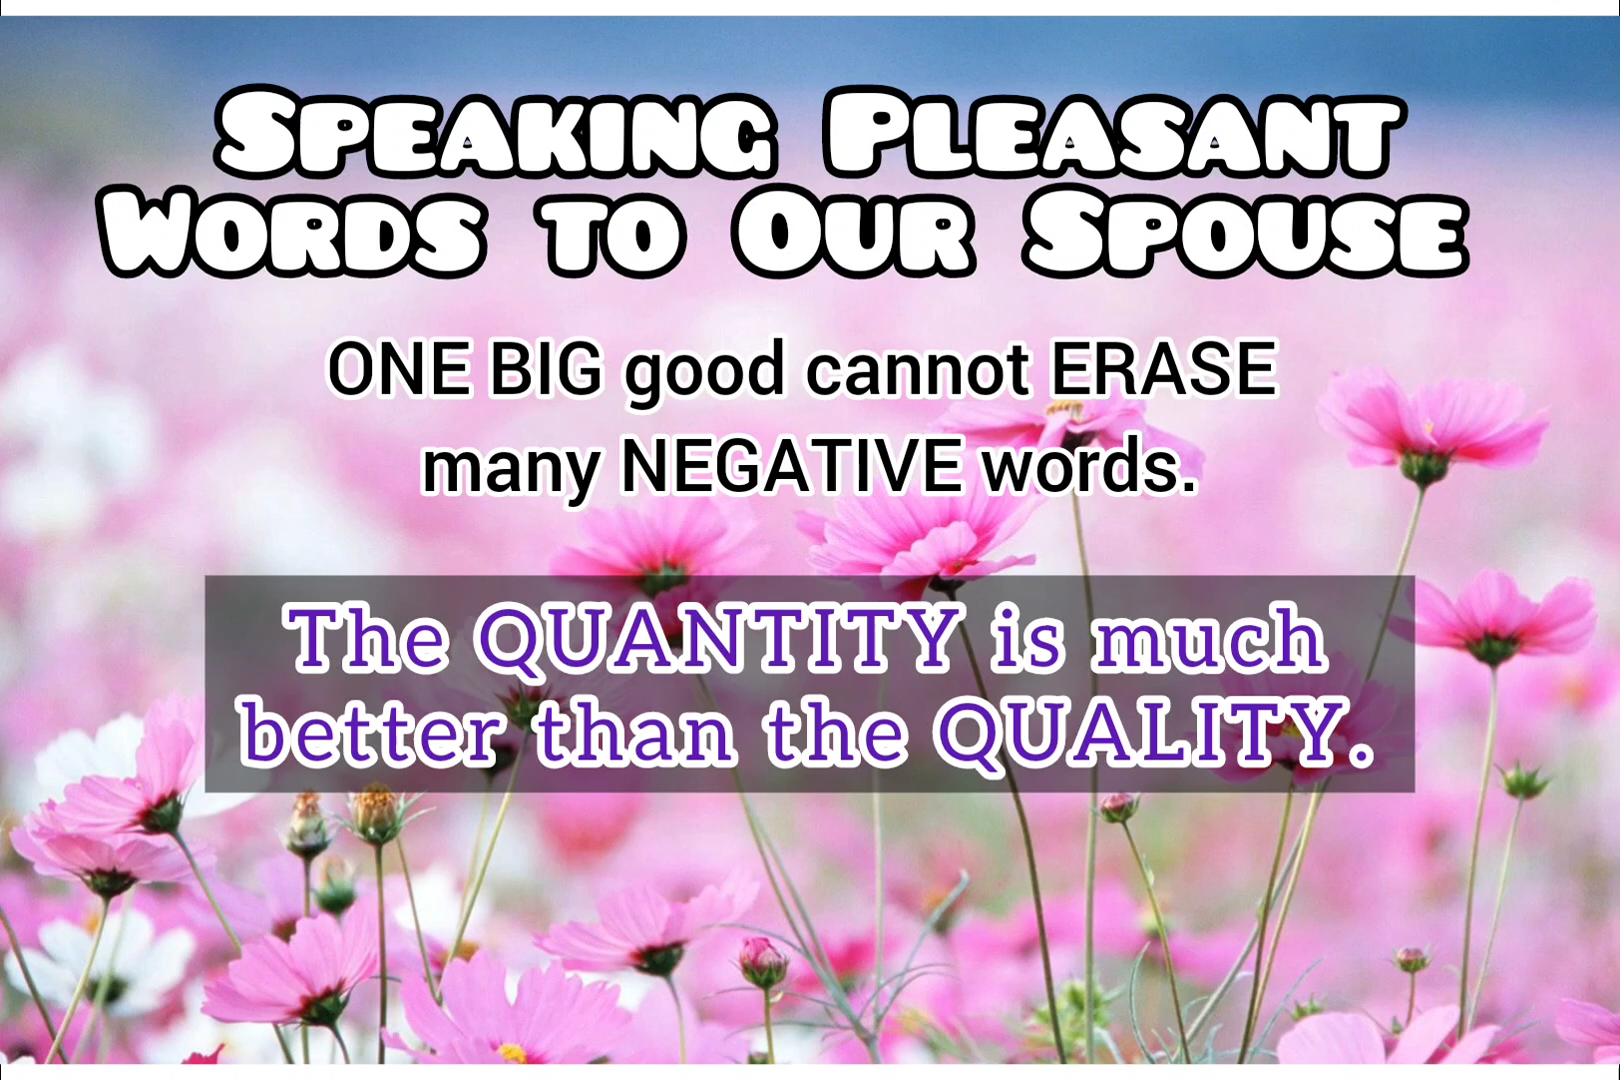 Speaking Pleasant
Words to Our Spouse
ONE BIG good cannot ERASE
many NEGATIVE words.
The QUANTITY is much
better than the QUALITY.